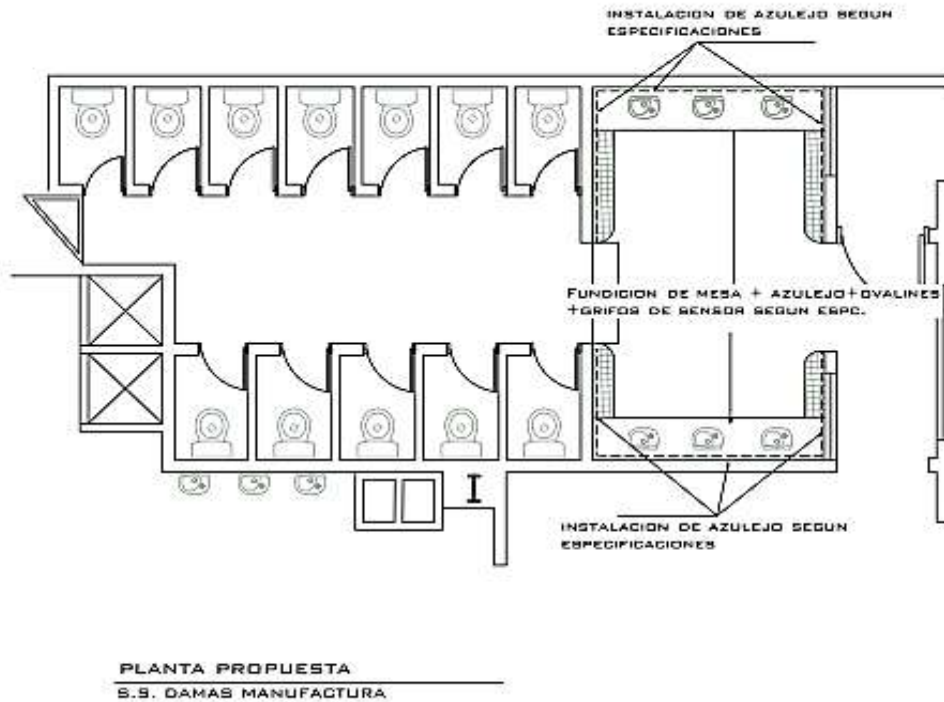 INSTALACION DE AZULEJO SEGUN
ESPECIFICACIONES
FUNDICION DE MESA + AZULEJO+OVALINES
+GRIFOS DE SENSOR SEGUN ESPC.
INSTALACION DE AZULEJO SEGUN
ESPECIFICACIONES
PLANTA PROPUESTA
S.S. DAMAS MANUFACTURA